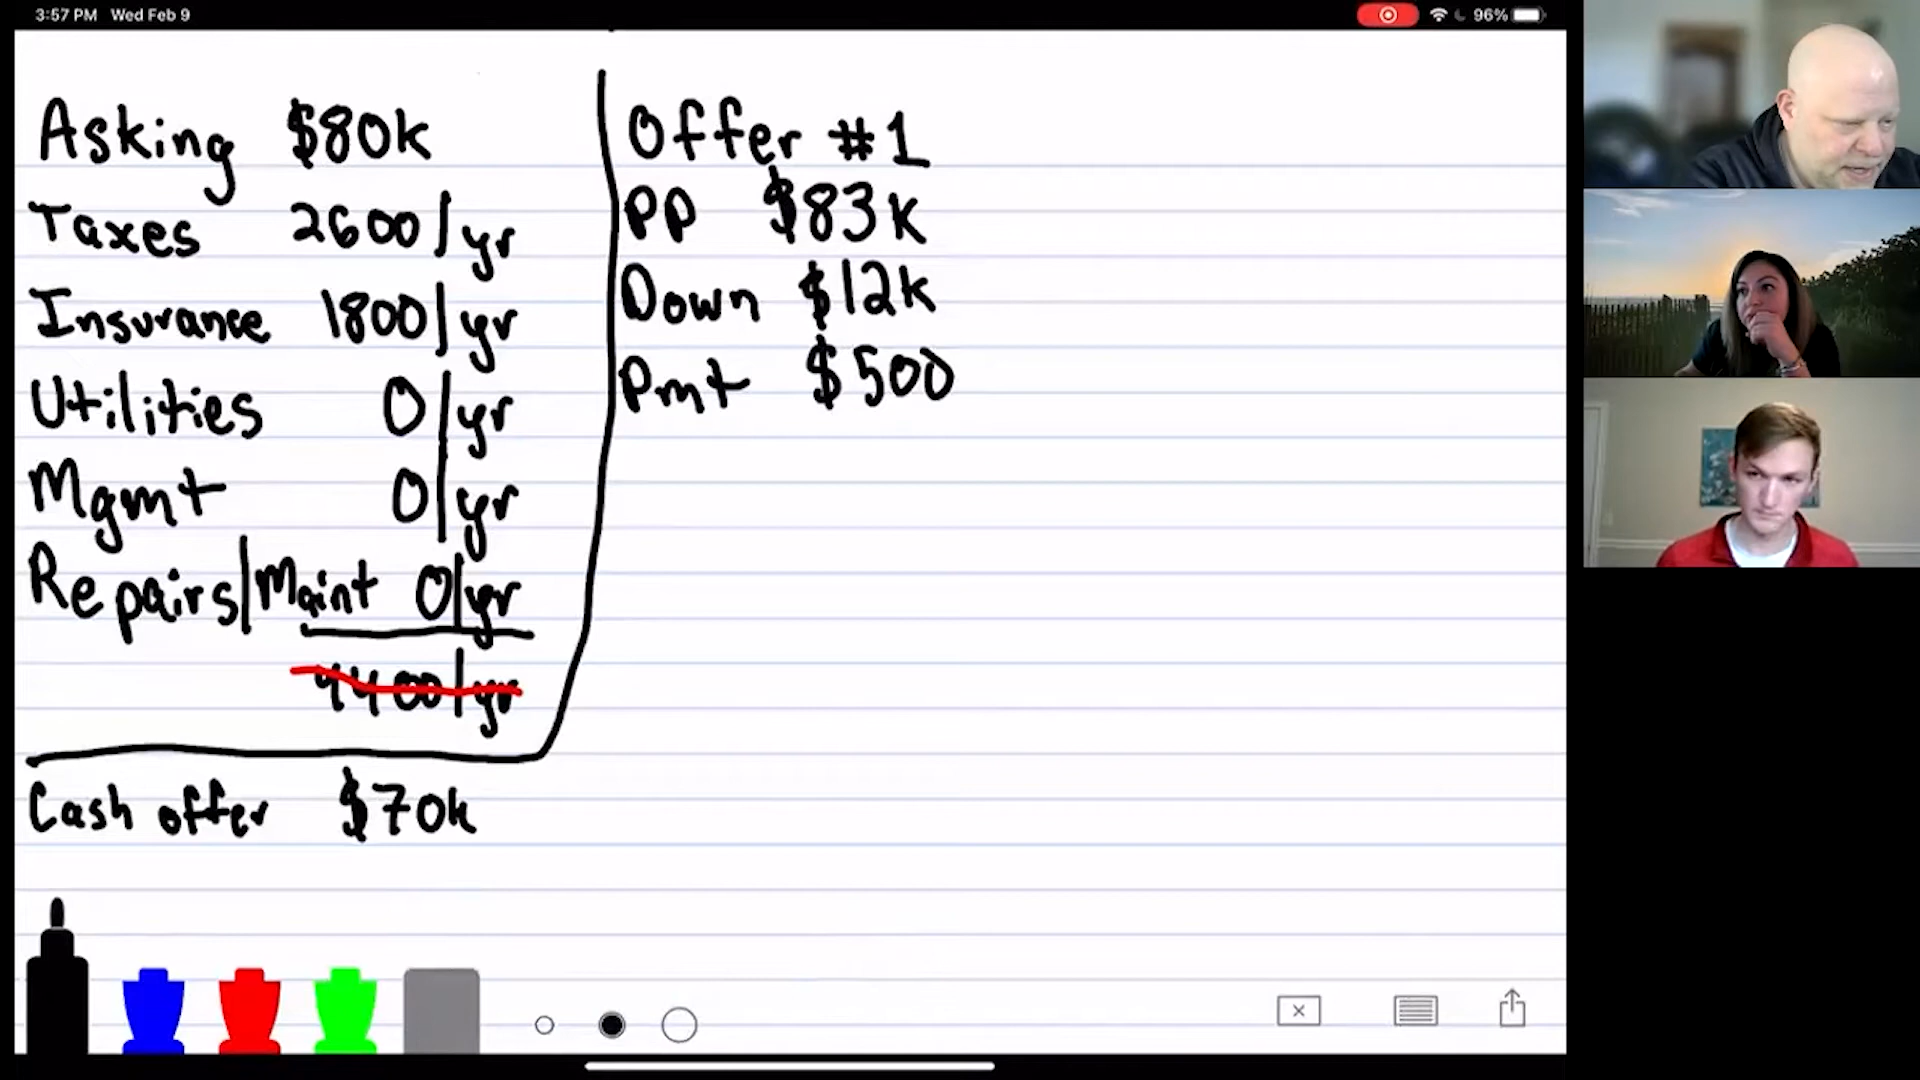 3:57 PM Wed Feb 9
96%
Asking $80k
Taxes 2600/yr
Insurance 1800/yr
Utilities 0/yr
Mgmt 0/yr
Repairs/Maint 0/yr
4400/yr
Cash offer $70k
Offer #1
PP $83k
Down $12k
Pmt $500